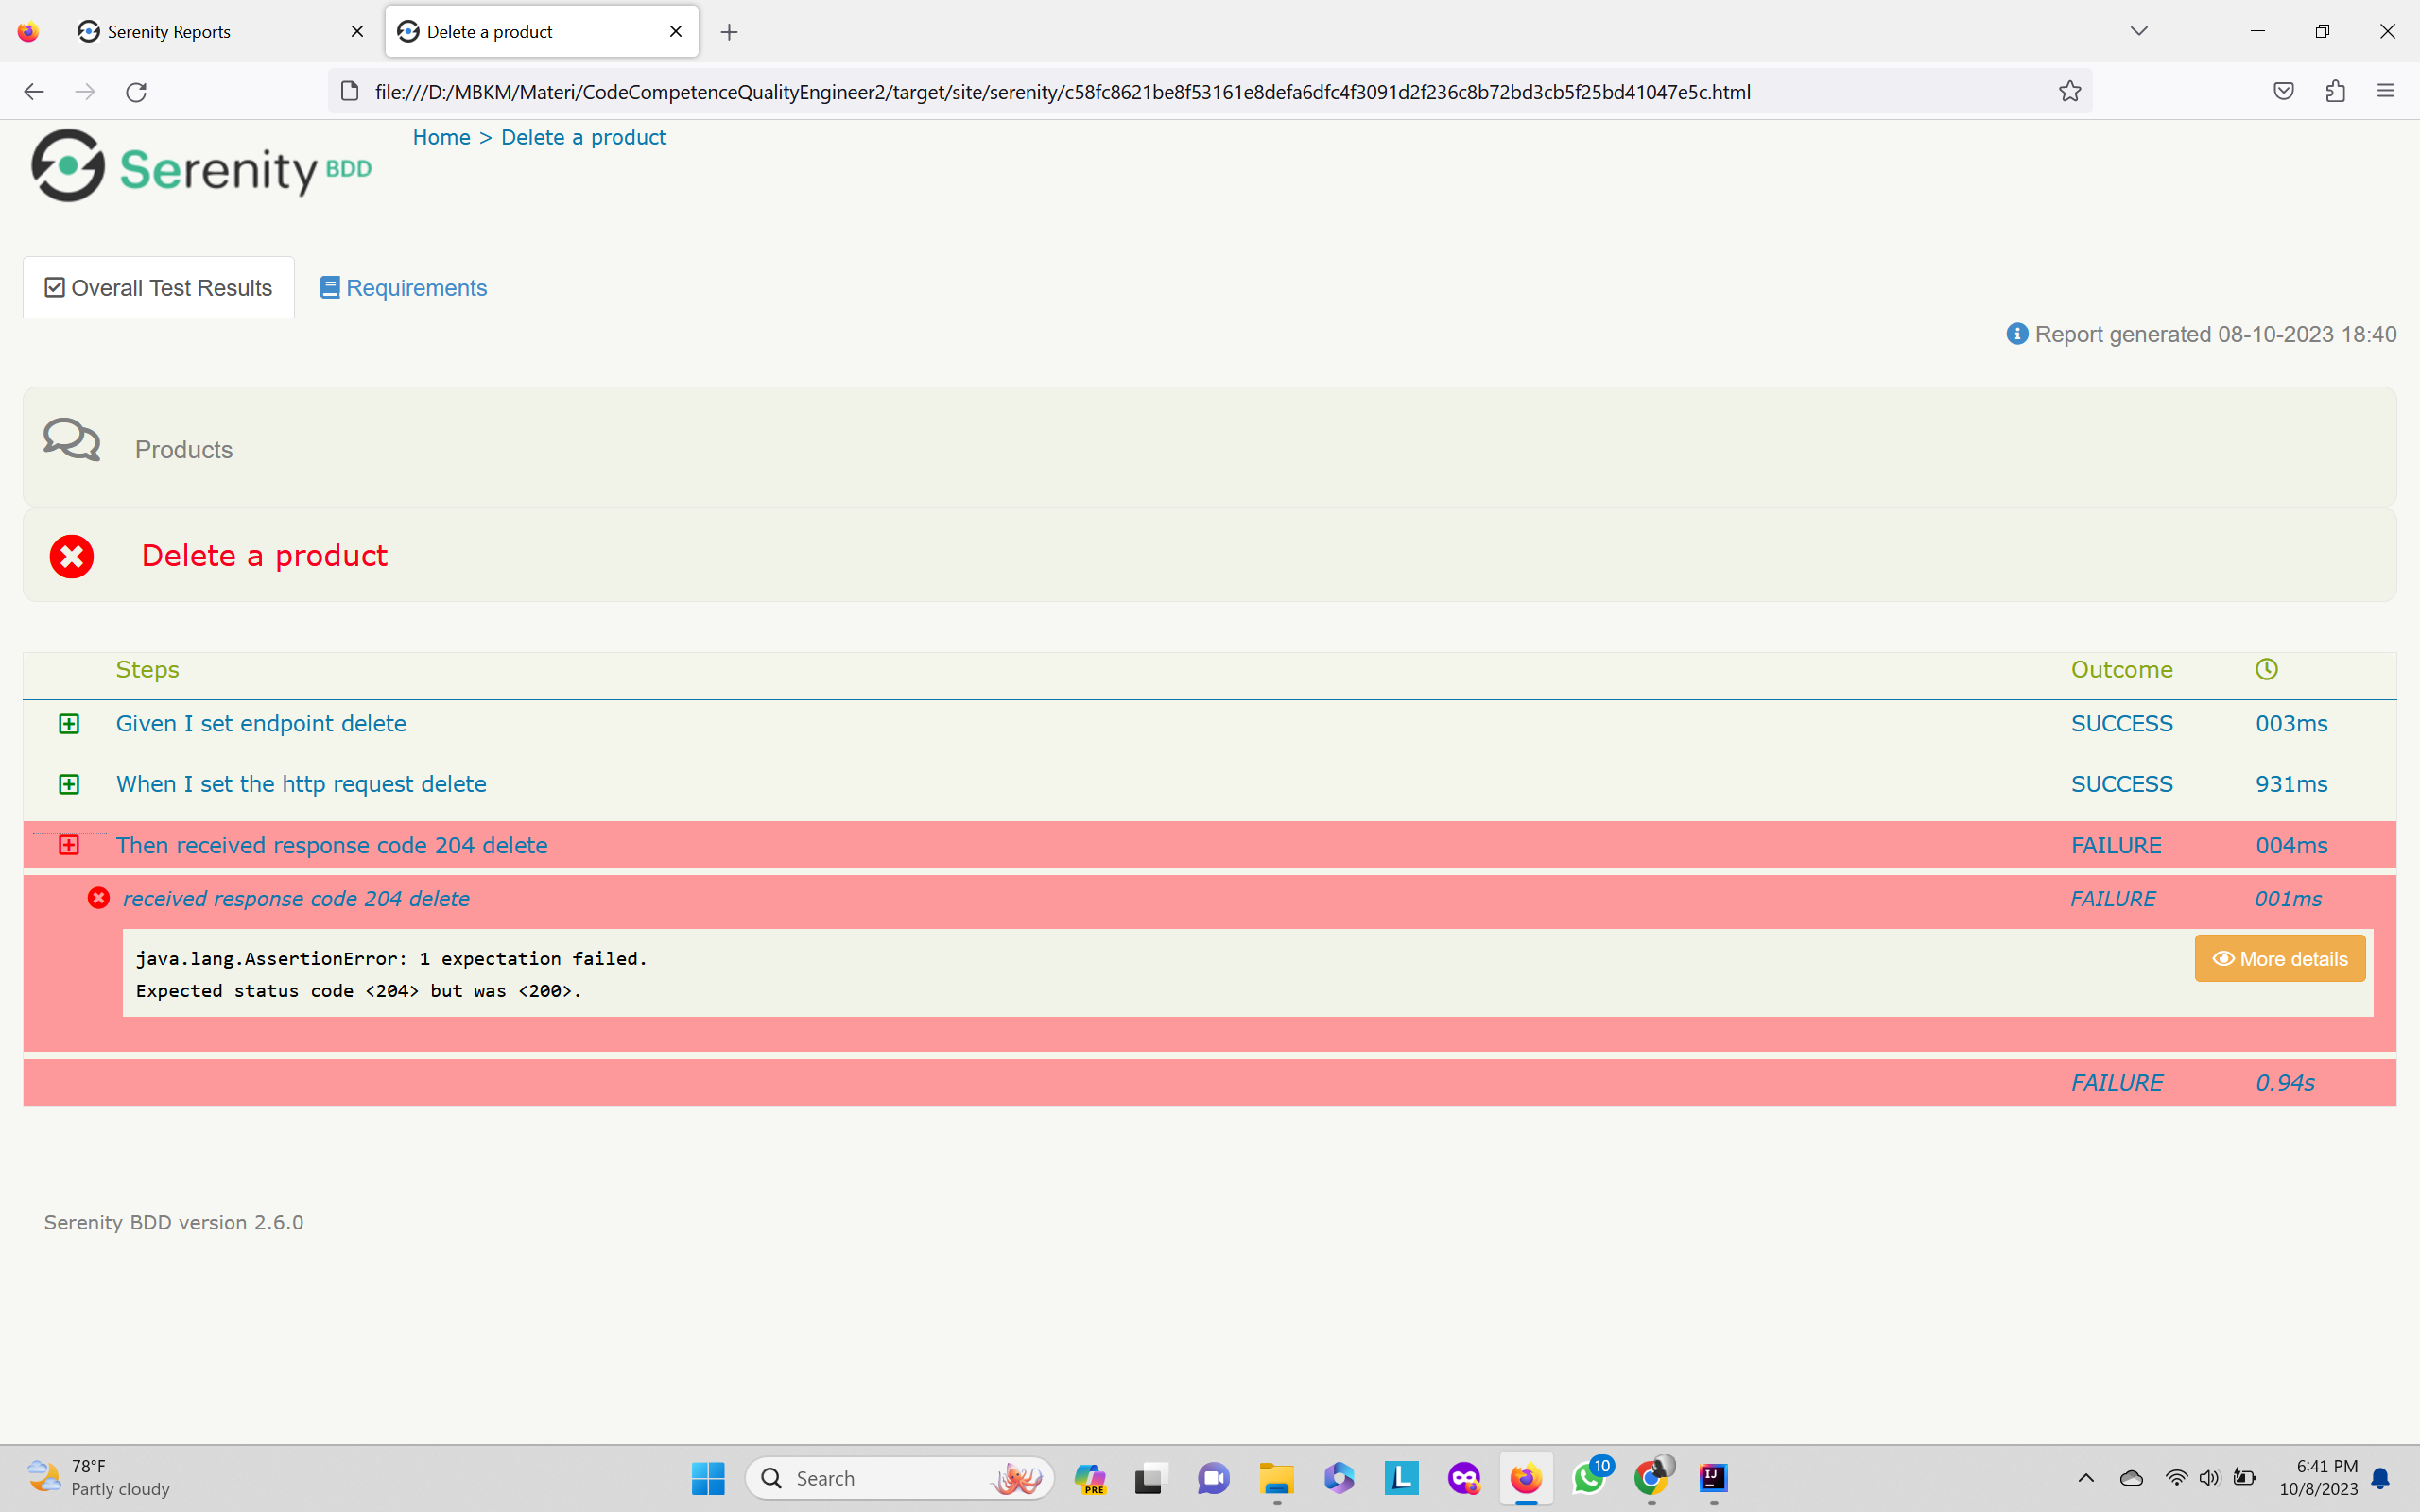 Serenity Reports
Delete a product
file:///D:/MBKM/Materi/CodeCompetenceQualityEngineer2/target/site/serenity/c58fc8621be8f53161e8defa6dfc4f3091d2f236c8b72bd3cb5f25bd41047e5c.html
Serenity BDD
Home > Delete a product
Overall Test Results
Requirements
Report generated 08-10-2023 18:40
Products
Delete a product
Steps Outcome
Given I set endpoint delete SUCCESS 003ms
When I set the http request delete SUCCESS 931ms
Then received response code 204 delete FAILURE 004ms
received response code 204 delete FAILURE 001ms
java.lang.AssertionError: 1 expectation failed.
Expected status code <204> but was <200>.
More details
FAILURE 0.94s
Serenity BDD version 2.6.0
78°F
Partly cloudy
Search
PRE
L
10
IJ
6:41 PM
10/8/2023